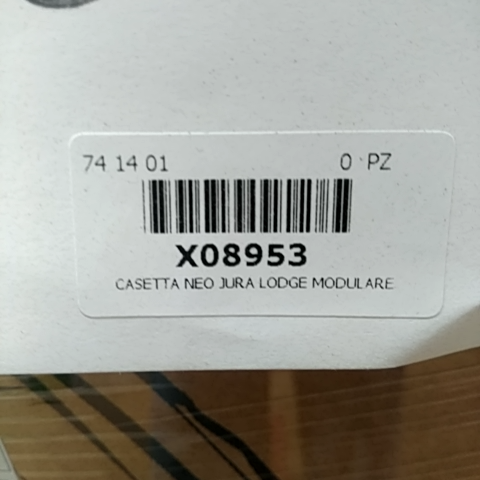 74 14 01 0 PZ
X08953
CASETTA NEO JURA LODGE MODULARE